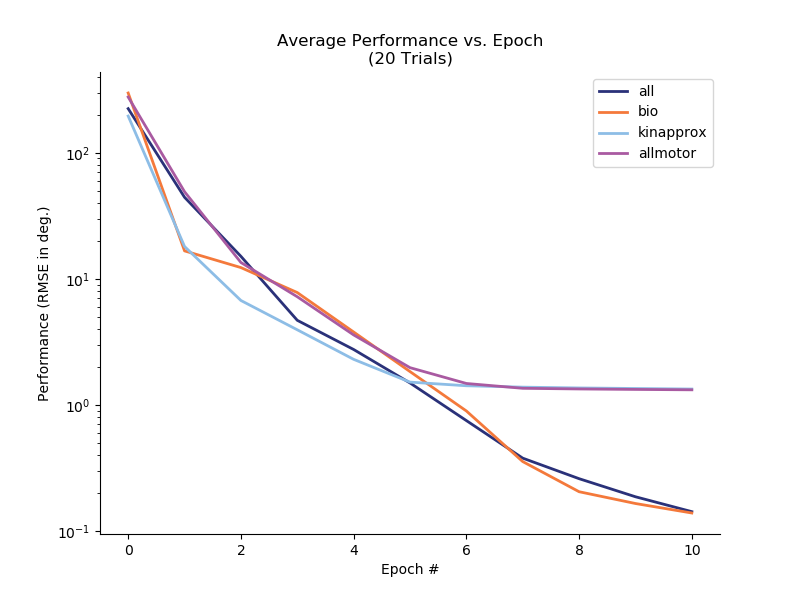 Average Performance vs. Epoch
(20 Trials)
all
bio
kinapprox
allmotor
Performance (RMSE in deg.)
10²
10¹
10⁰
10⁻¹
0 2 4 6 8 10
Epoch #